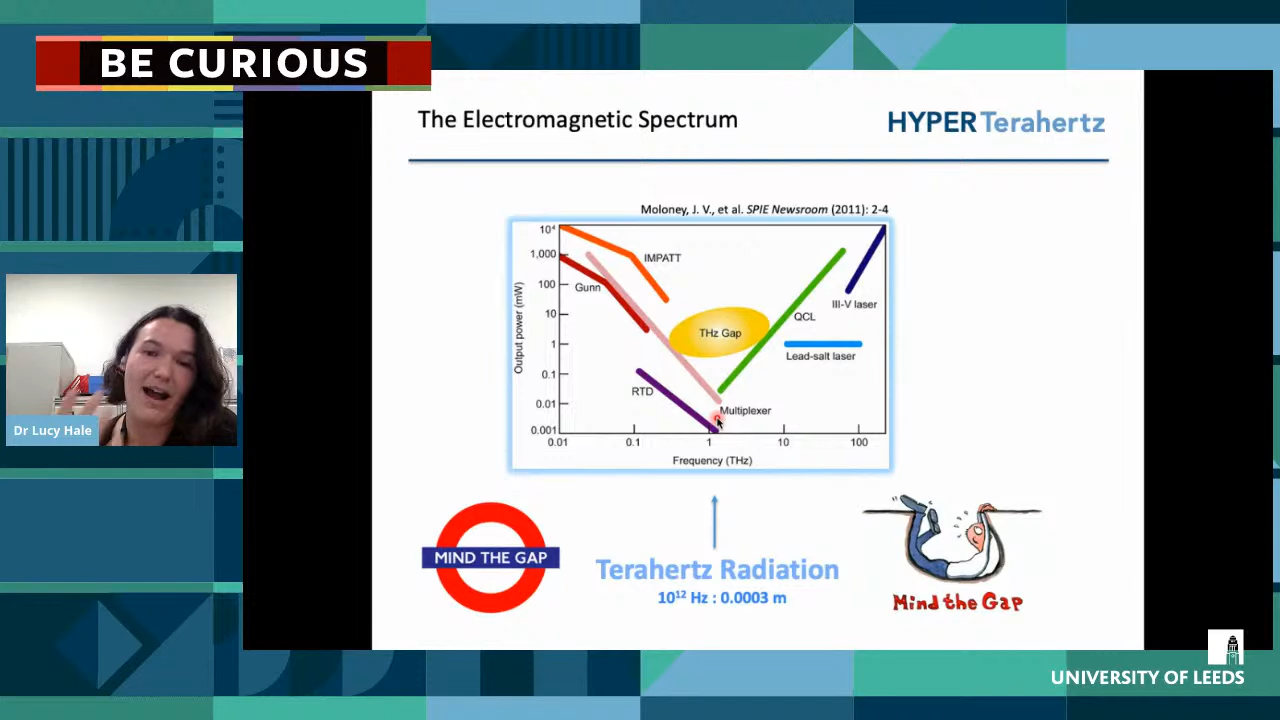 BE CURIOUS
The Electromagnetic Spectrum
HYPER Terahertz
Moloney, J. V., et al. SPIE Newsroom (2011): 2-4
Output power (mW)
10⁴
1,000
100
10
1
0.1
0.01
0.001
IMPATT
Gunn
THz Gap
III-V laser
QCL
Lead-salt laser
RTD
Multiplexer
0.01 0.1 1 10 100
Frequency (THz)
Dr Lucy Hale
MIND THE GAP
Terahertz Radiation
10¹² Hz : 0.0003 m
Mind the Gap
UNIVERSITY OF LEEDS